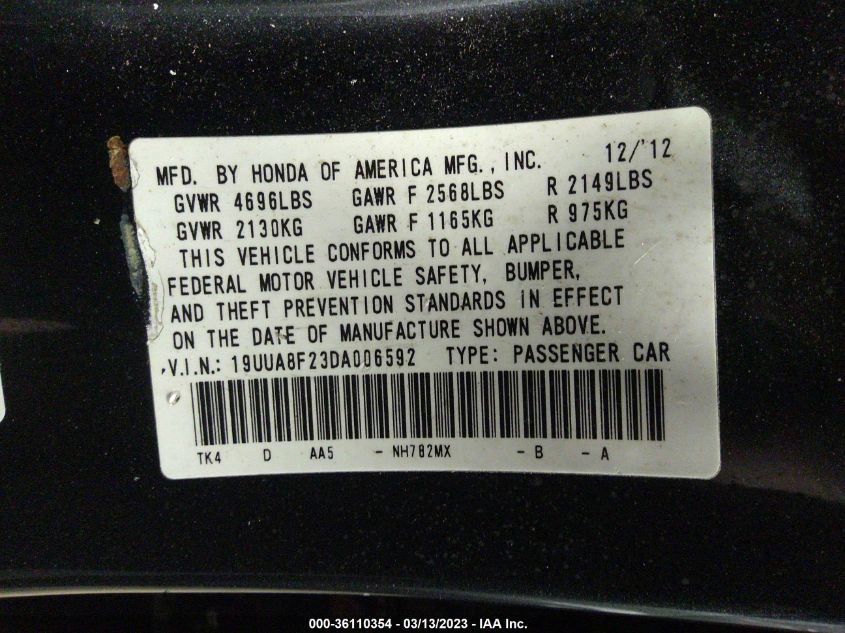 MFD. BY HONDA OF AMERICA MFG., INC. 12/'12
GVWR 4696LBS GAWR F 2568LBS R 2149LBS
GVWR 2130KG GAWR F 1165KG R 975KG
THIS VEHICLE CONFORMS TO ALL APPLICABLE
FEDERAL MOTOR VEHICLE SAFETY, BUMPER,
AND THEFT PREVENTION STANDARDS IN EFFECT
ON THE DATE OF MANUFACTURE SHOWN ABOVE.
V.I.N.: 19UUA8F23DA006592 TYPE: PASSENGER CAR
TK4 D AA5 - NH782MX - B - A
000-36110354 - 03/13/2023 - IAA Inc.